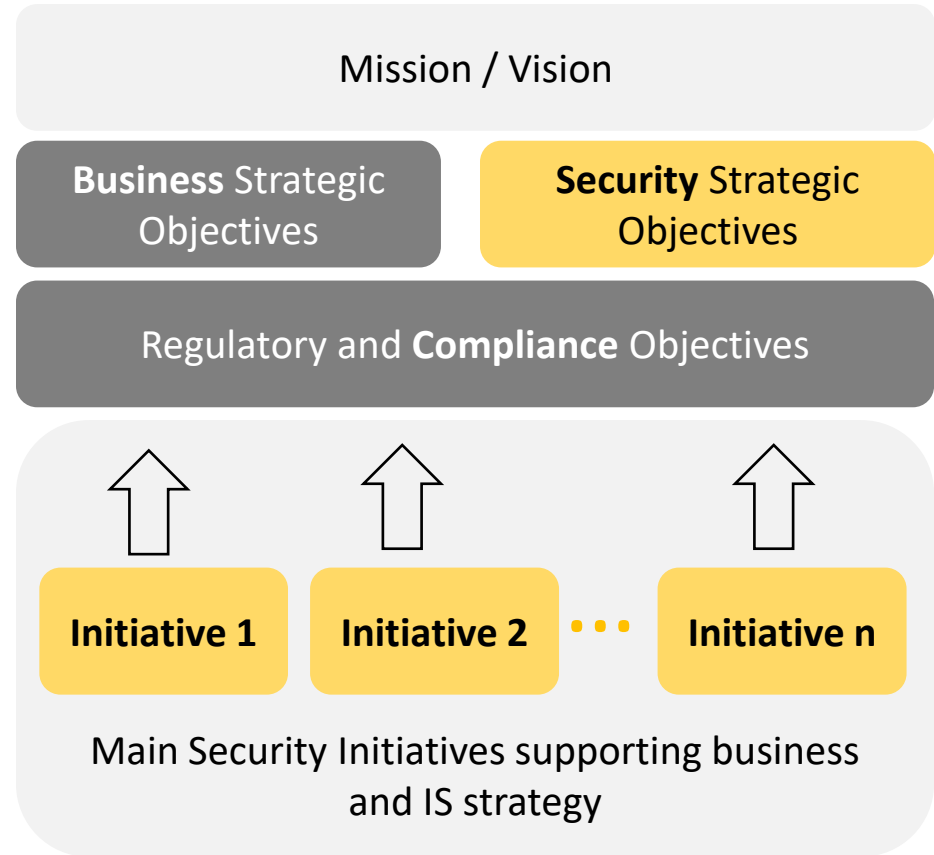 Mission / Vision
Business Strategic
Objectives
Security Strategic
Objectives
Regulatory and Compliance Objectives
Initiative 1
Initiative 2
...
Initiative n
Main Security Initiatives supporting business
and IS strategy